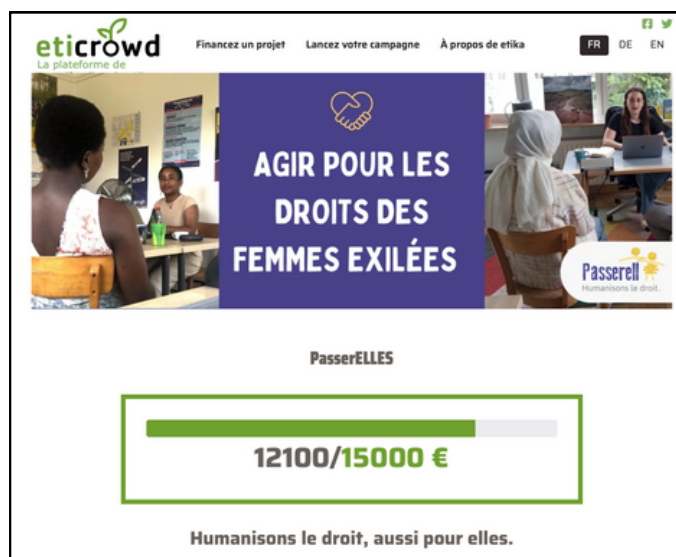 eticrowd
La plateforme de
Financez un projet
Lancez votre campagne
À propos de etika
FR
DE
EN
AGIR POUR LES
DROITS DES
FEMMES EXILÉES
Passerell
Humanisons le droit.
PasserELLES
12100/15000 €
Humanisons le droit, aussi pour elles.